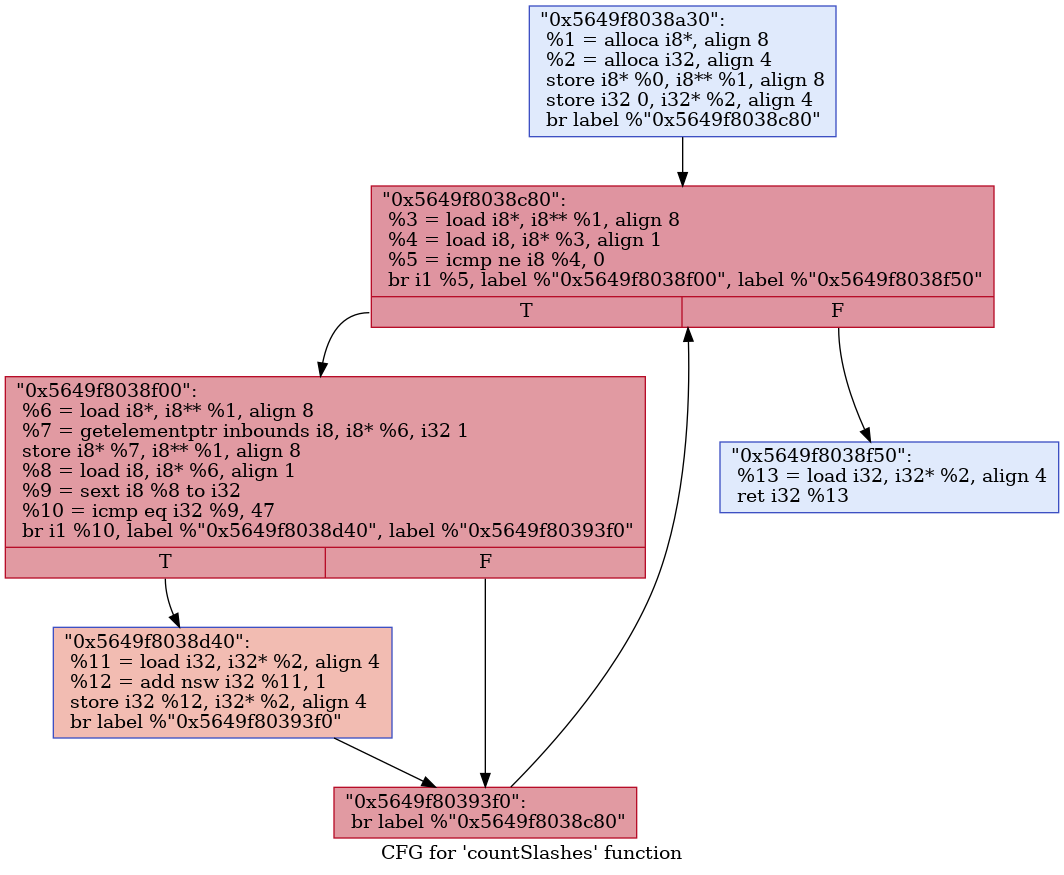 "0x5649f8038a30":
%1 = alloca i8*, align 8
%2 = alloca i32, align 4
store i8* %0, i8** %1, align 8
store i32 0, i32* %2, align 4
br label %"0x5649f8038c80"
"0x5649f8038c80":
%3 = load i8*, i8** %1, align 8
%4 = load i8, i8* %3, align 1
%5 = icmp ne i8 %4, 0
br i1 %5, label %"0x5649f8038f00", label %"0x5649f8038f50"
T F
"0x5649f8038f00":
%6 = load i8*, i8** %1, align 8
%7 = getelementptr inbounds i8, i8* %6, i32 1
store i8* %7, i8** %1, align 8
%8 = load i8, i8* %6, align 1
%9 = sext i8 %8 to i32
%10 = icmp eq i32 %9, 47
br i1 %10, label %"0x5649f8038d40", label %"0x5649f80393f0"
T F
"0x5649f8038f50":
%13 = load i32, i32* %2, align 4
ret i32 %13
"0x5649f8038d40":
%11 = load i32, i32* %2, align 4
%12 = add nsw i32 %11, 1
store i32 %12, i32* %2, align 4
br label %"0x5649f80393f0"
"0x5649f80393f0":
br label %"0x5649f8038c80"
CFG for 'countSlashes' function